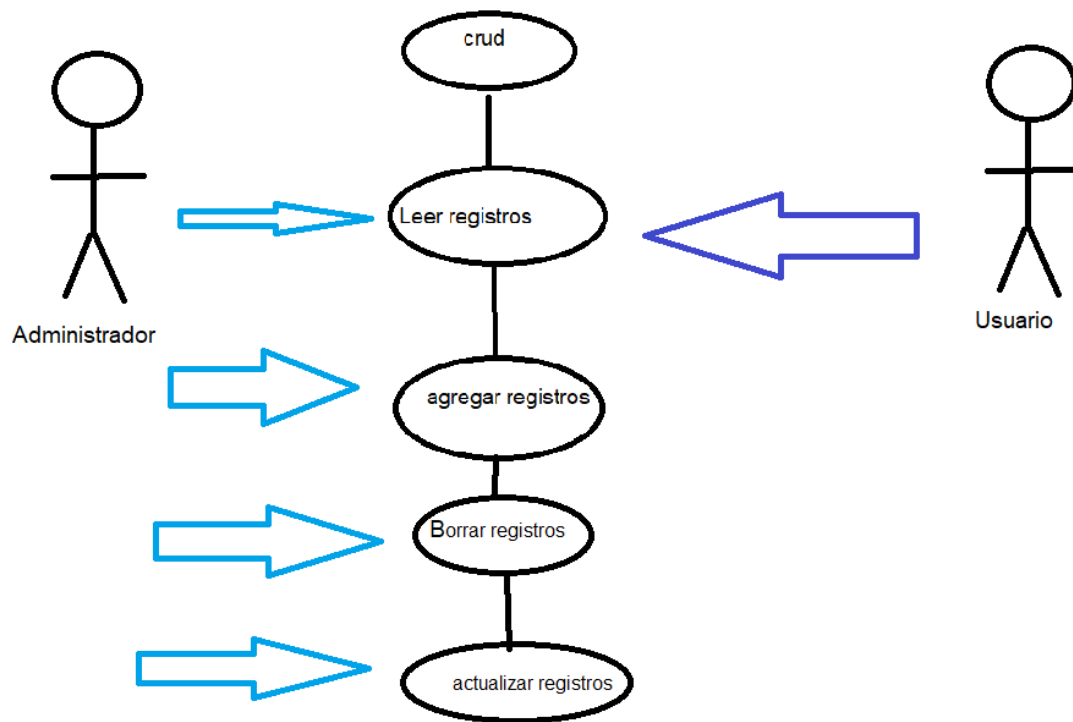 crud
Leer registros
Administrador
Usuario
agregar registros
Borrar registros
actualizar registros